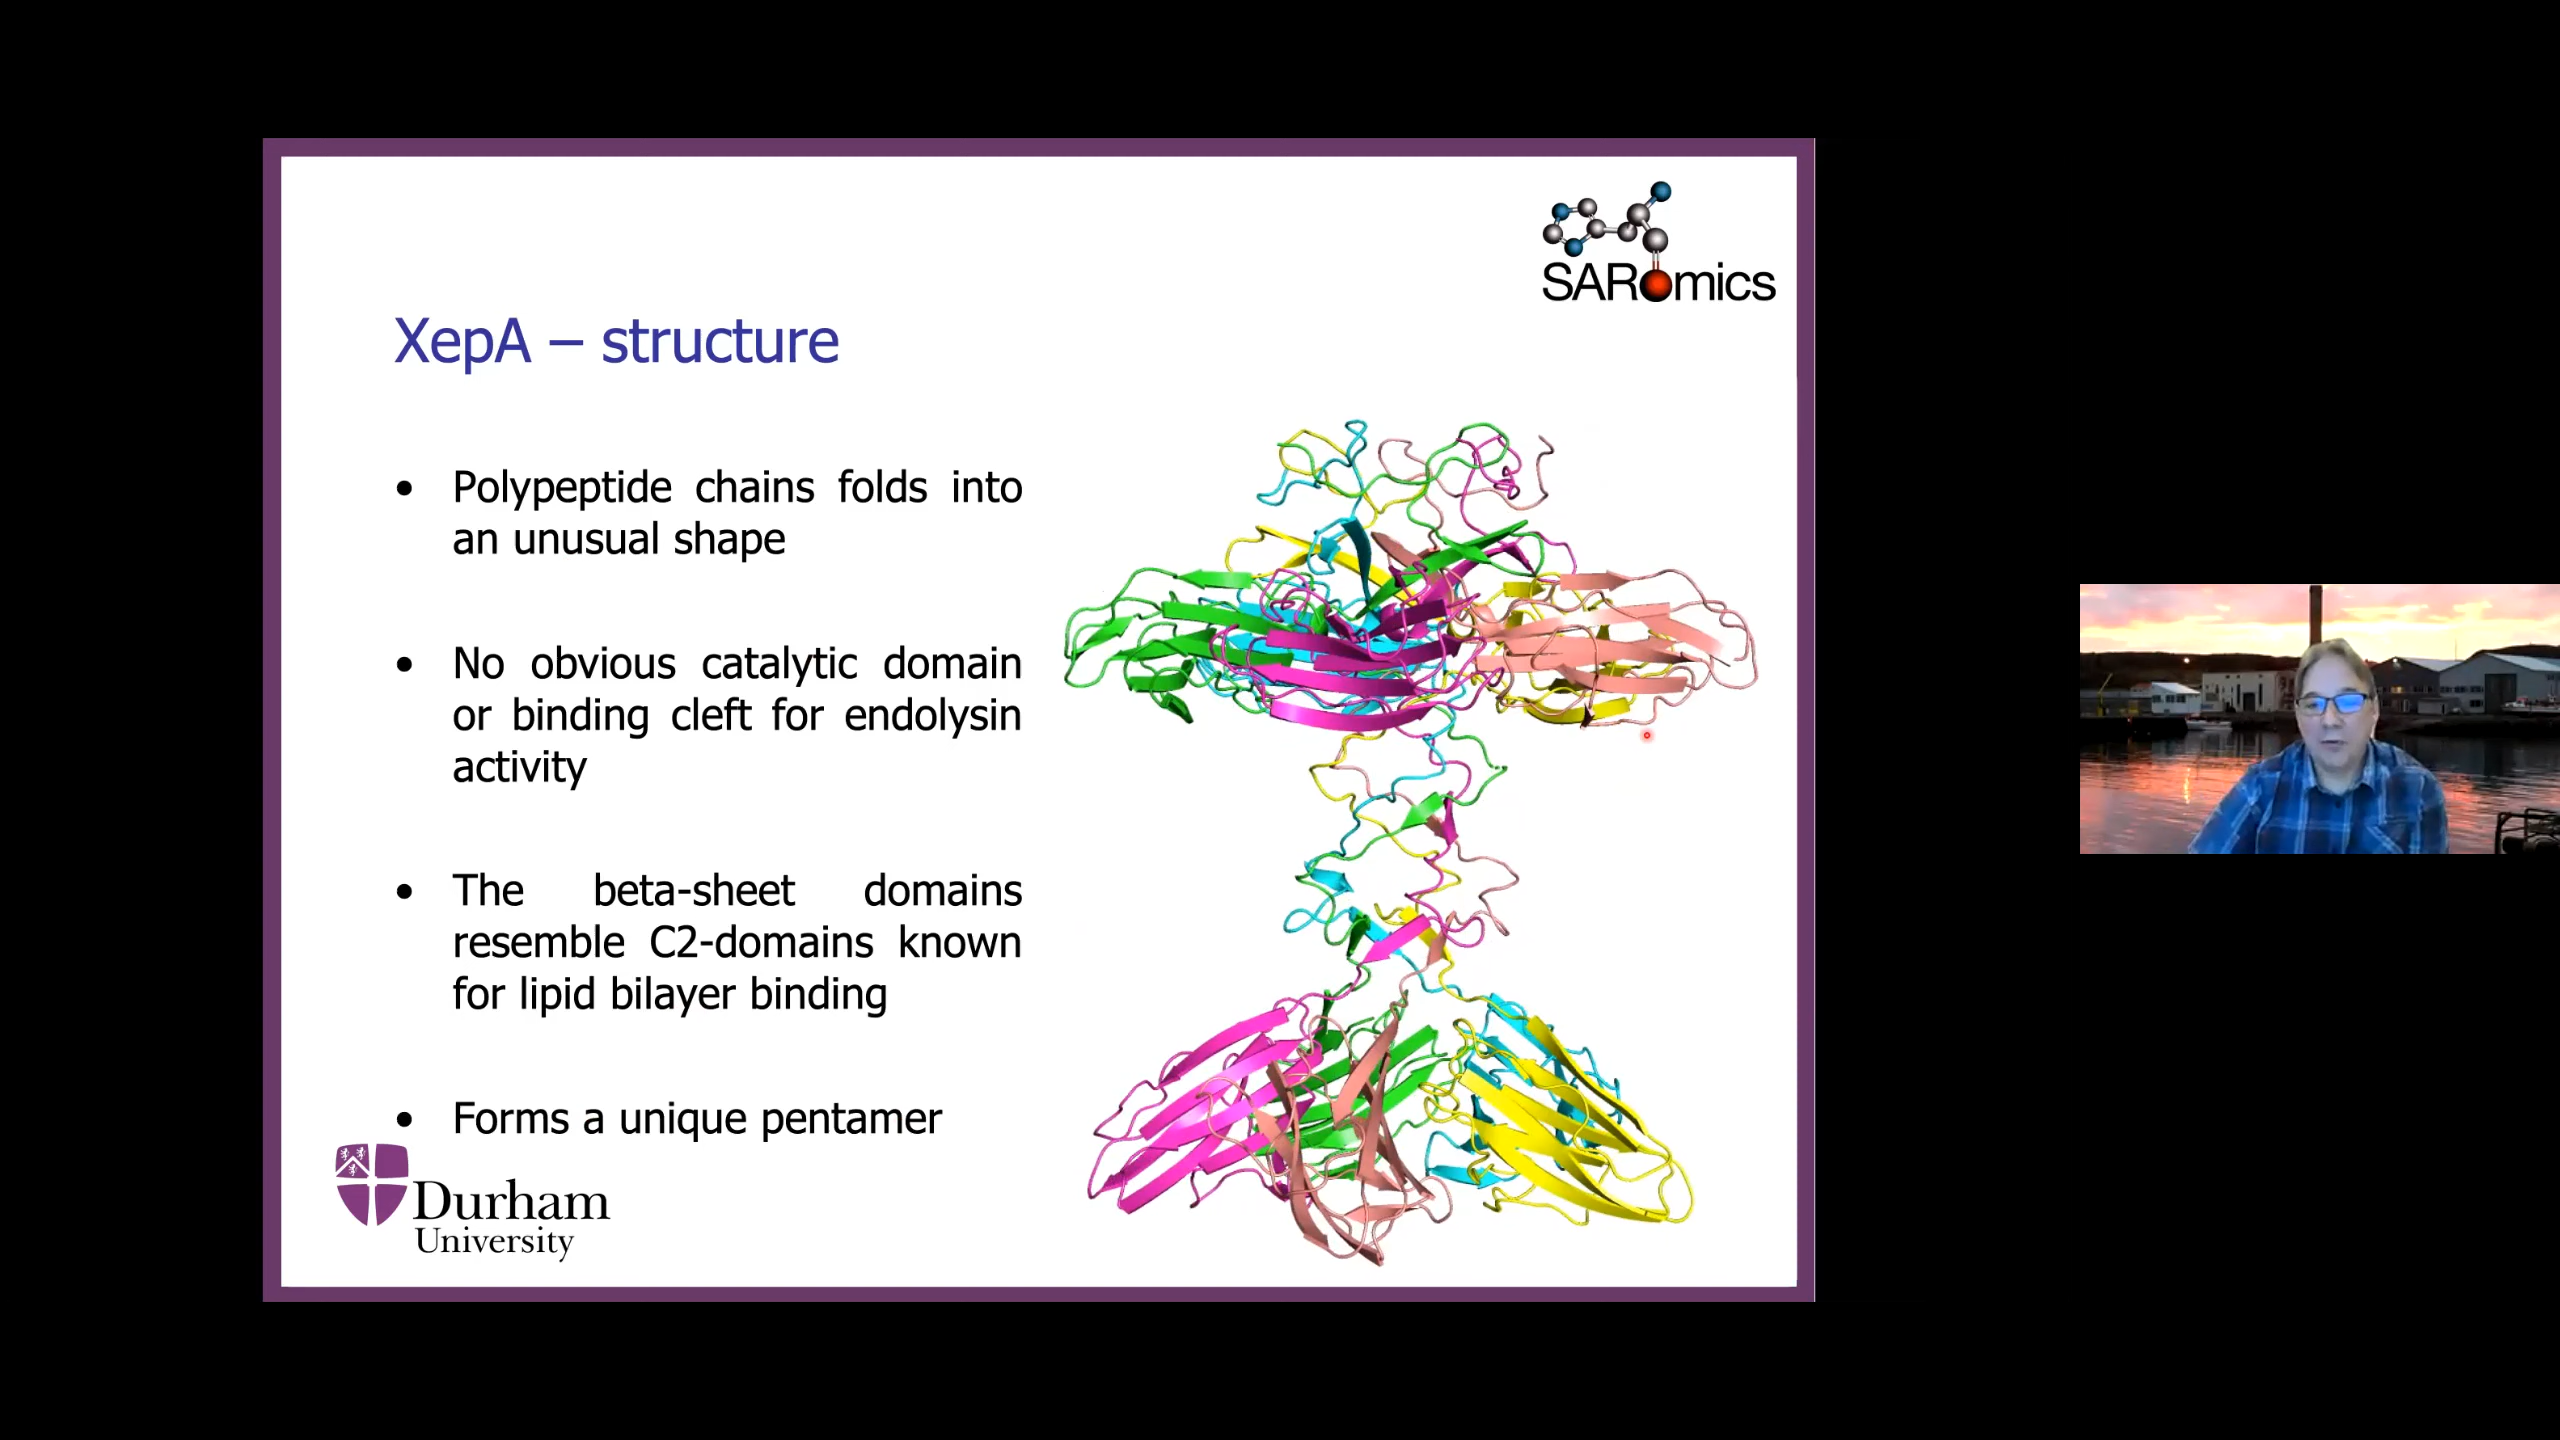 SARomics
XepA – structure
• Polypeptide chains folds into
an unusual shape
• No obvious catalytic domain
or binding cleft for endolysin
activity
• The beta-sheet domains
resemble C2-domains known
for lipid bilayer binding
• Forms a unique pentamer
Durham
University